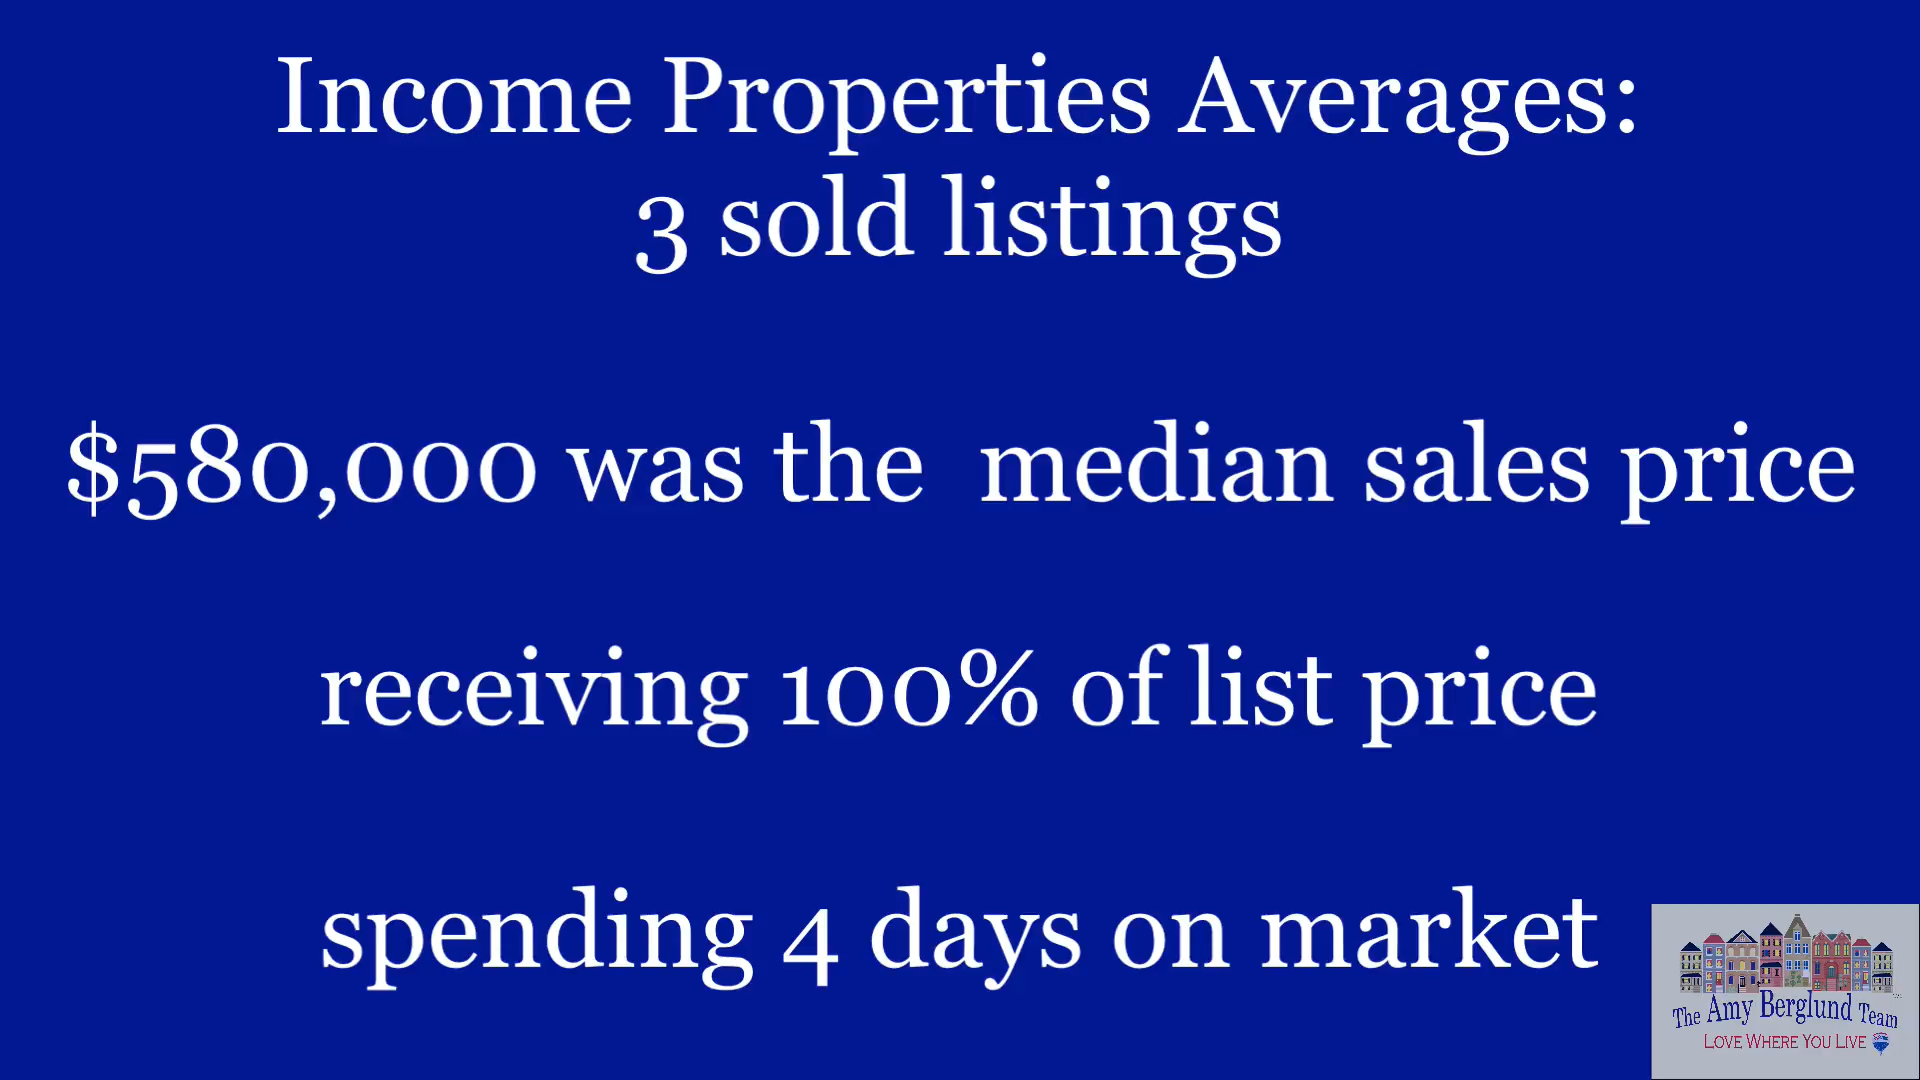 Income Properties Averages:
3 sold listings
$580,000 was the  median sales price
receiving 100% of list price
spending 4 days on market
The Amy Berglund Team
Love Where You Live